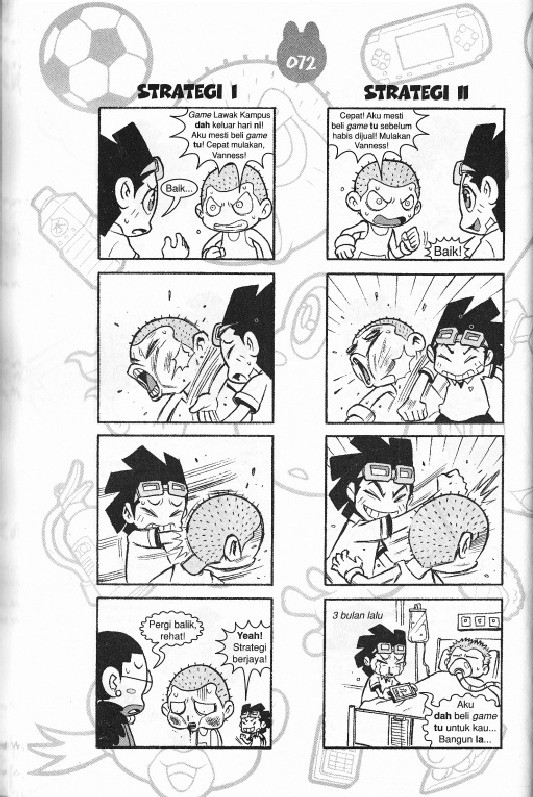 072
STRATEGI I
Game Lawak Kampus
dah keluar hari ni!
Aku mesti beli game
tu! Cepat mulakan,
Vanness!
Baik...
Pergi balik,
rehat!
Yeah!
Strategi
berjaya!
STRATEGI II
Cepat! Aku mesti
beli game tu sebelum
habis dijual! Mulakan
Vanness!
Baik!
3 bulan lalu
Aku
dah beli game
tu untuk kau...
Bangun la...